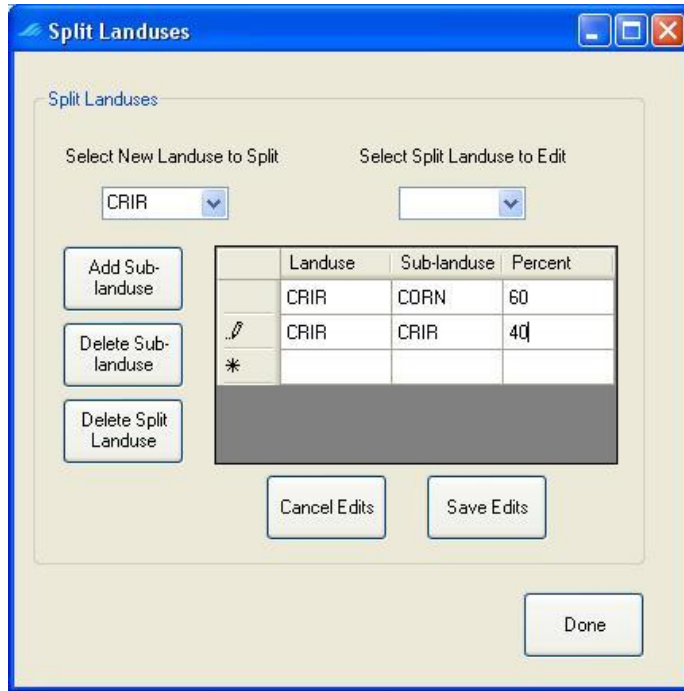 Split Landuses
Split Landuses
Select New Landuse to Split Select Split Landuse to Edit
CRIR
Add Sub-
landuse
Delete Sub-
landuse
Delete Split
Landuse
Landuse Sub-landuse Percent
CRIR CORN 60
CRIR CRIR 40
Cancel Edits Save Edits
Done